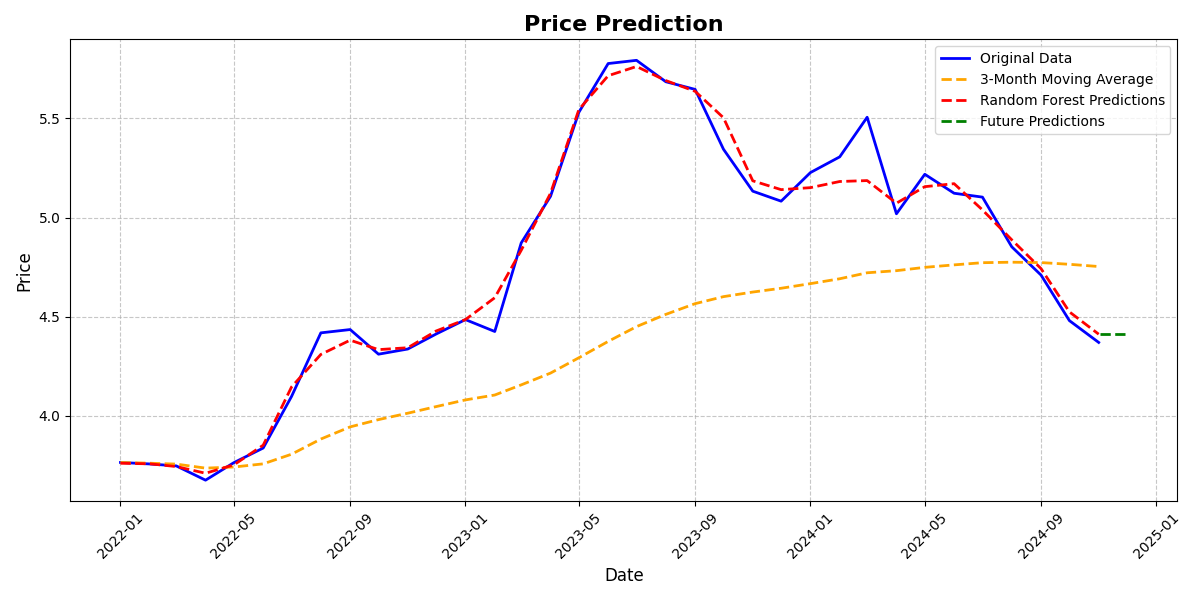 Price Prediction
Original Data
3-Month Moving Average
Random Forest Predictions
Future Predictions
Price
5.5
5.0
4.5
4.0
2022-01
2022-05
2022-09
2023-01
2023-05
2023-09
2024-01
2024-05
2024-09
2025-01
Date